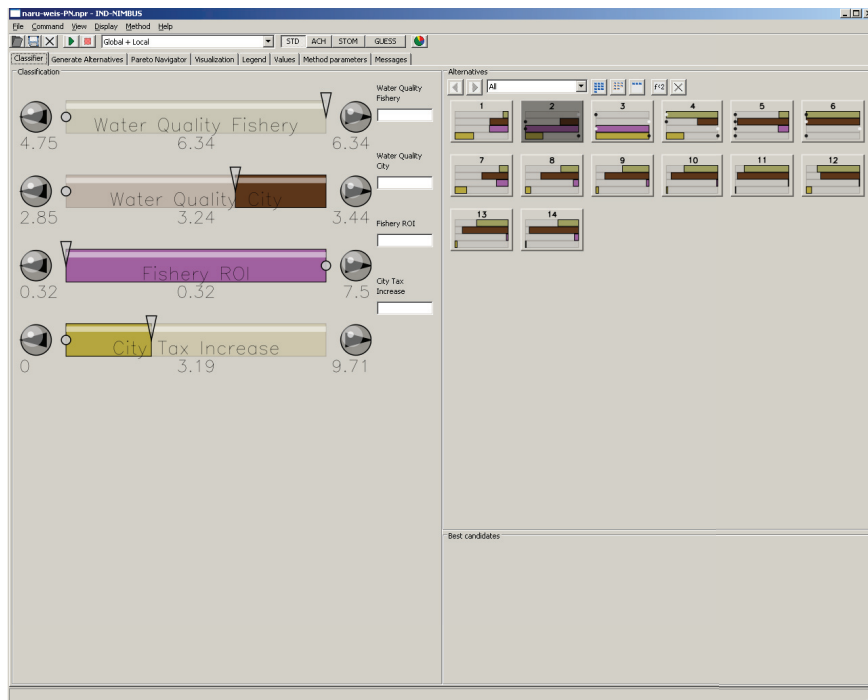 naru-weis-PN.npr - IND-NIMBUS
File Command View Display Method Help
Global + Local STD ACH STOM GUESS
Classifier Generate Alternatives Pareto Navigator Visualization Legend Values Method parameters Messages
Classification
Water Quality Fishery
4.75 6.34 6.34
Water Quality
Fishery
Water Quality City
2.85 3.24 3.44
Water Quality
City
Fishery ROI
0.32 0.32 7.5
Fishery ROI
City Tax Increase
0 3.19 9.71
City Tax
Increase
Alternatives
All
1 2 3 4 5 6
7 8 9 10 11 12
13 14
Best candidates